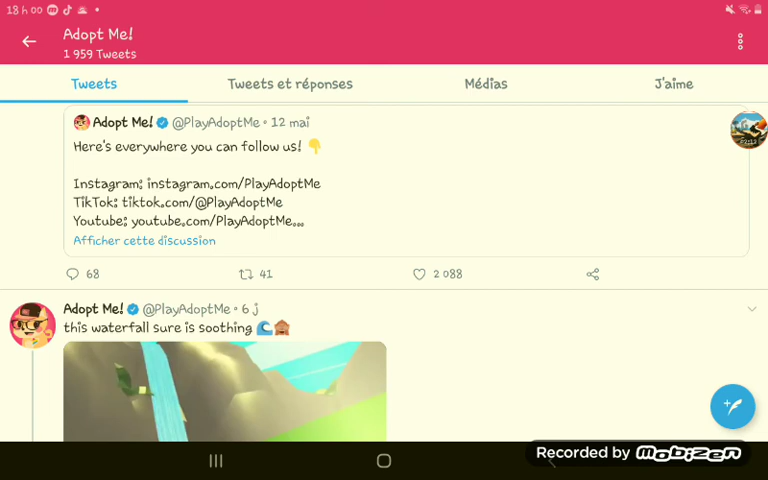 18 h 00
Adopt Me!
1 959 Tweets
Tweets
Tweets et réponses
Médias
J'aime
Adopt Me! @PlayAdoptMe • 12 mai
Here's everywhere you can follow us! 👇
02:12
Instagram: instagram.com/PlayAdoptMe
TikTok: tiktok.com/@PlayAdoptMe
Youtube: youtube.com/PlayAdoptMe...
Afficher cette discussion
68
41
2 088
Adopt Me! @PlayAdoptMe • 6 j
this waterfall sure is soothing 🌊🙈
Recorded by mobizen